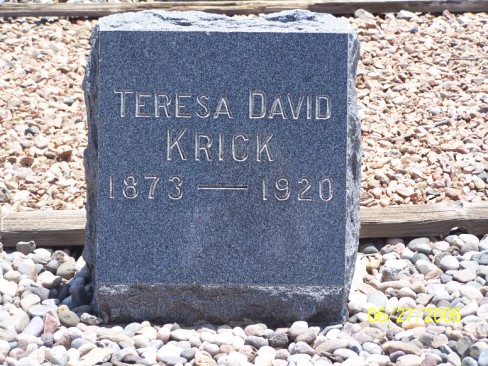 TERESA DAVID
KRICK
1873 — 1920
06/27/2006